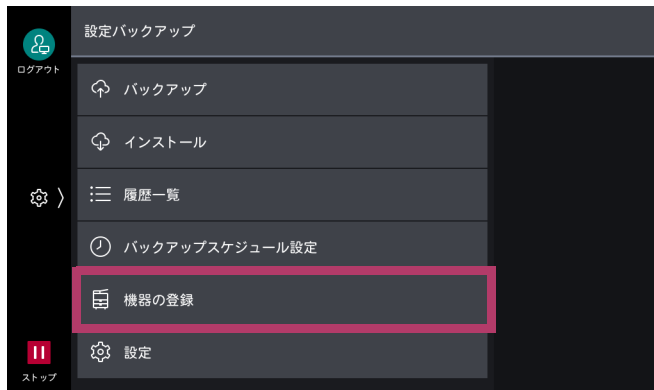 設定バックアップ
ログアウト
バックアップ
インストール
履歴一覧
バックアップスケジュール設定
機器の登録
設定
ストップ